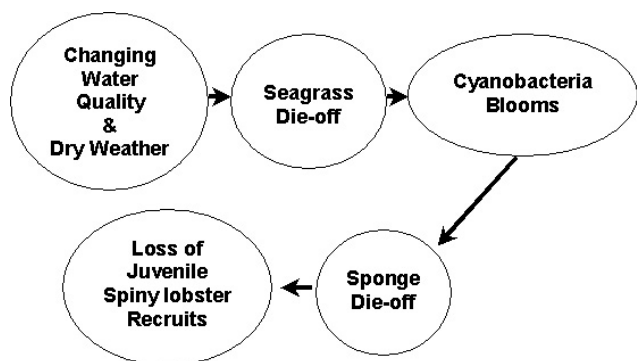 Changing
Water
Quality
&
Dry Weather
Seagrass
Die-off
Cyanobacteria
Blooms
Sponge
Die-off
Loss of
Juvenile
Spiny lobster
Recruits